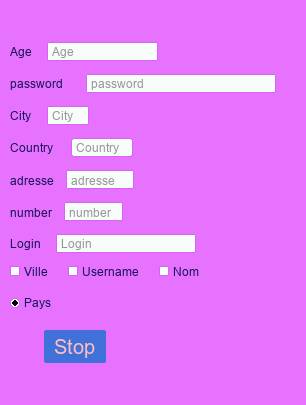 Age Age
password password
City City
Country Country
adresse adresse
number number
Login Login
Ville Username Nom
Pays
Stop